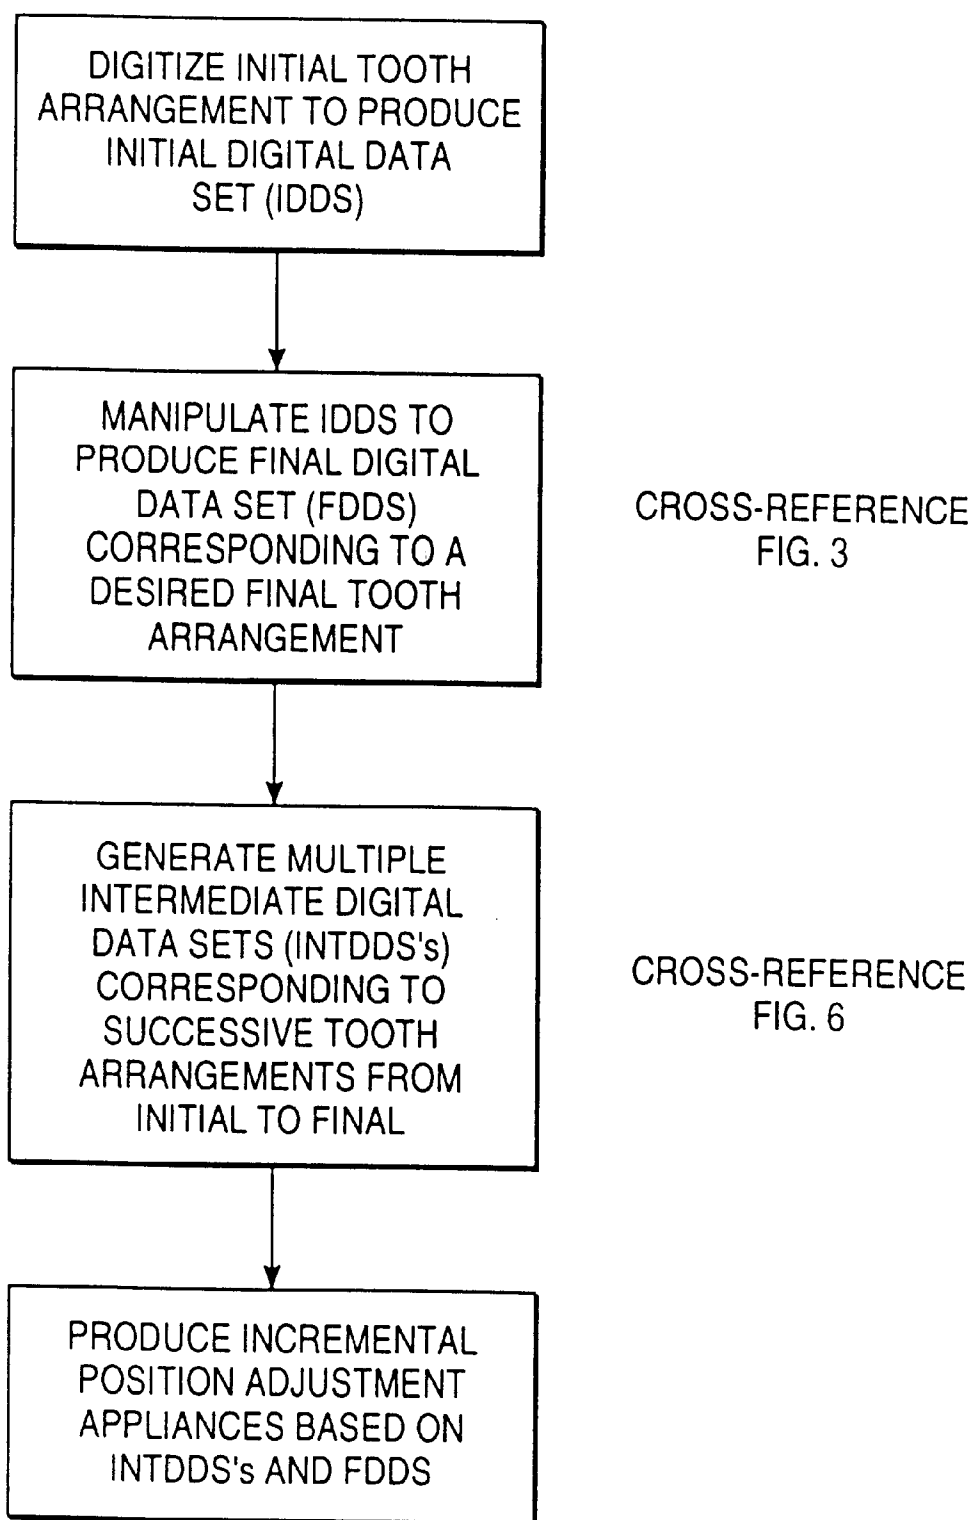 DIGITIZE INITIAL TOOTH
ARRANGEMENT TO PRODUCE
INITIAL DIGITAL DATA
SET (IDDS)
MANIPULATE IDDS TO
PRODUCE FINAL DIGITAL
DATA SET (FDDS)
CORRESPONDING TO A
DESIRED FINAL TOOTH
ARRANGEMENT
CROSS-REFERENCE
FIG. 3
GENERATE MULTIPLE
INTERMEDIATE DIGITAL
DATA SETS (INTDDS's)
CORRESPONDING TO
SUCCESSIVE TOOTH
ARRANGEMENTS FROM
INITIAL TO FINAL
CROSS-REFERENCE
FIG. 6
PRODUCE INCREMENTAL
POSITION ADJUSTMENT
APPLIANCES BASED ON
INTDDS's AND FDDS